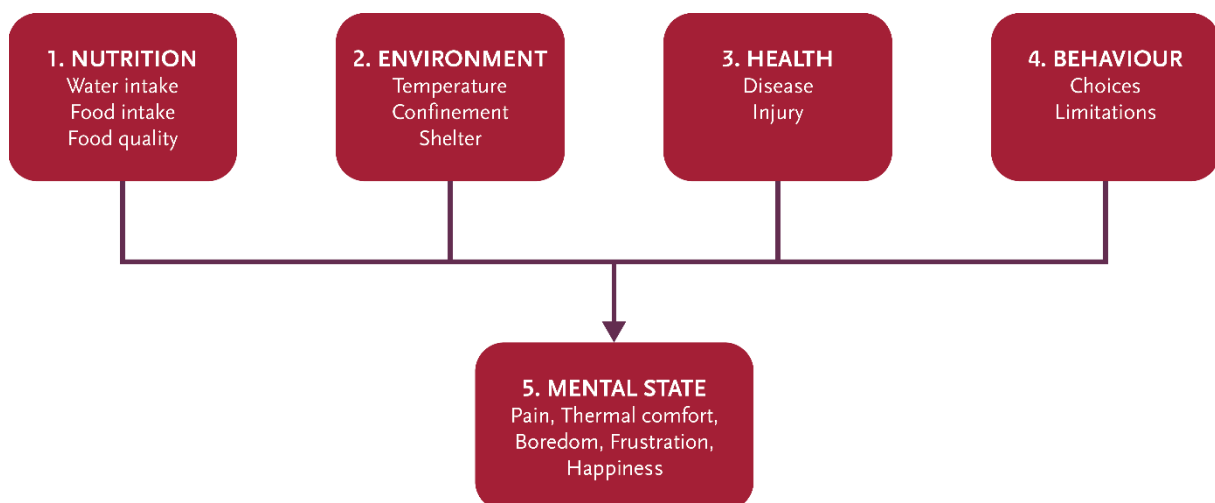 1. NUTRITION
Water intake
Food intake
Food quality
2. ENVIRONMENT
Temperature
Confinement
Shelter
3. HEALTH
Disease
Injury
4. BEHAVIOUR
Choices
Limitations
5. MENTAL STATE
Pain, Thermal comfort,
Boredom, Frustration,
Happiness